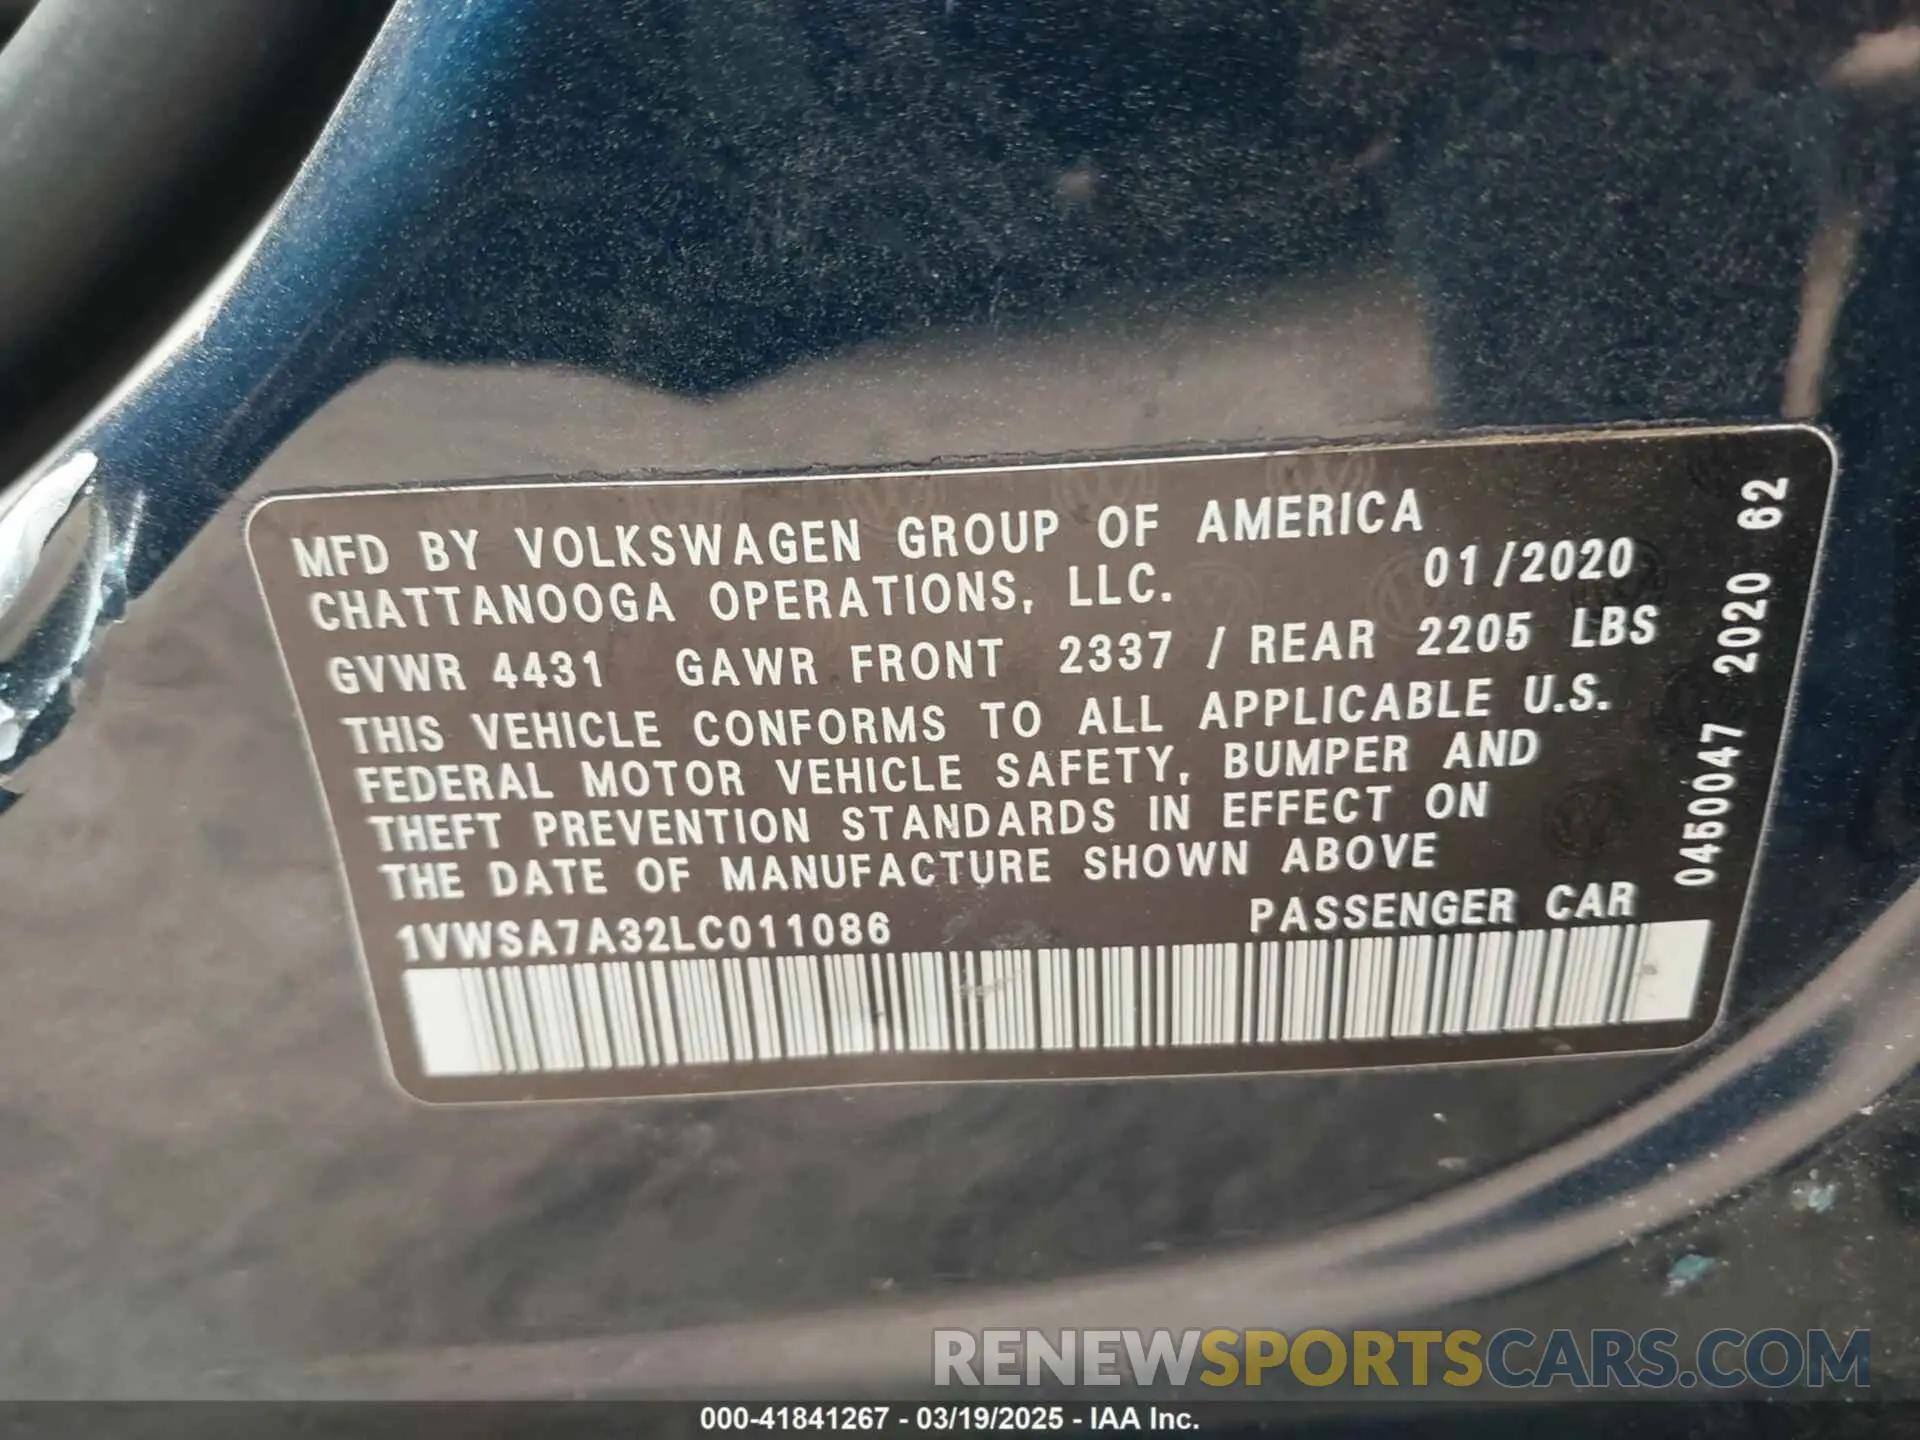 MFD BY VOLKSWAGEN GROUP OF AMERICA
CHATTANOOGA OPERATIONS, LLC. 01/2020
GVWR 4431 GAWR FRONT 2337 / REAR 2205 LBS
THIS VEHICLE CONFORMS TO ALL APPLICABLE U.S.
FEDERAL MOTOR VEHICLE SAFETY, BUMPER AND
THEFT PREVENTION STANDARDS IN EFFECT ON
THE DATE OF MANUFACTURE SHOWN ABOVE
1VWSA7A32LC011086 PASSENGER CAR
0450047 2020 62
RENEWSPORTSCARS.COM
000-41841267 - 03/19/2025 - IAA Inc.